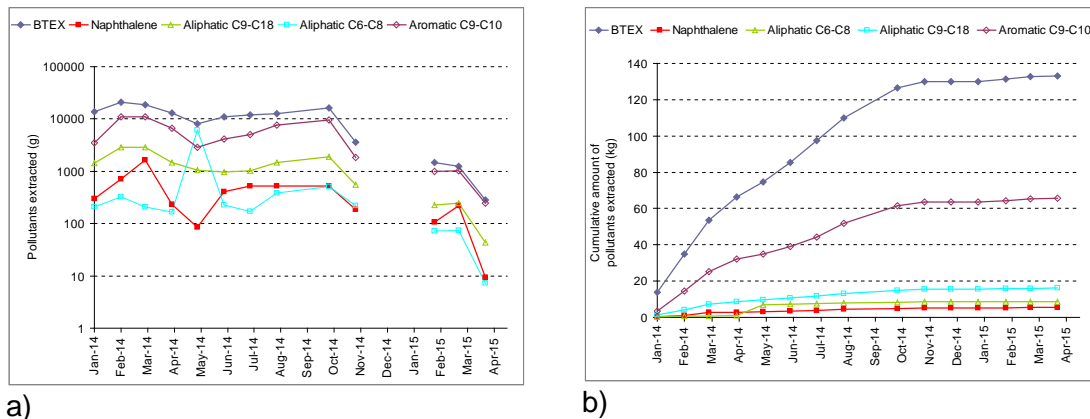 BTEX Naphthalene Aliphatic C9-C18 Aliphatic C6-C8 Aromatic C9-C10
Pollutants extracted (g)
100000
10000
1000
100
10
1
Jan-14 Feb-14 Mar-14 Apr-14 May-14 Jun-14 Jul-14 Aug-14 Sep-14 Oct-14 Nov-14 Dec-14 Jan-15 Feb-15 Mar-15 Apr-15
a)
BTEX Naphthalene Aliphatic C6-C8 Aliphatic C9-C18 Aromatic C9-C10
Cumulative amount of
pollutants extracted (kg)
140
120
100
80
60
40
20
0
Jan-14 Feb-14 Mar-14 Apr-14 May-14 Jun-14 Jul-14 Aug-14 Sep-14 Oct-14 Nov-14 Dec-14 Jan-15 Feb-15 Mar-15 Apr-15
b)